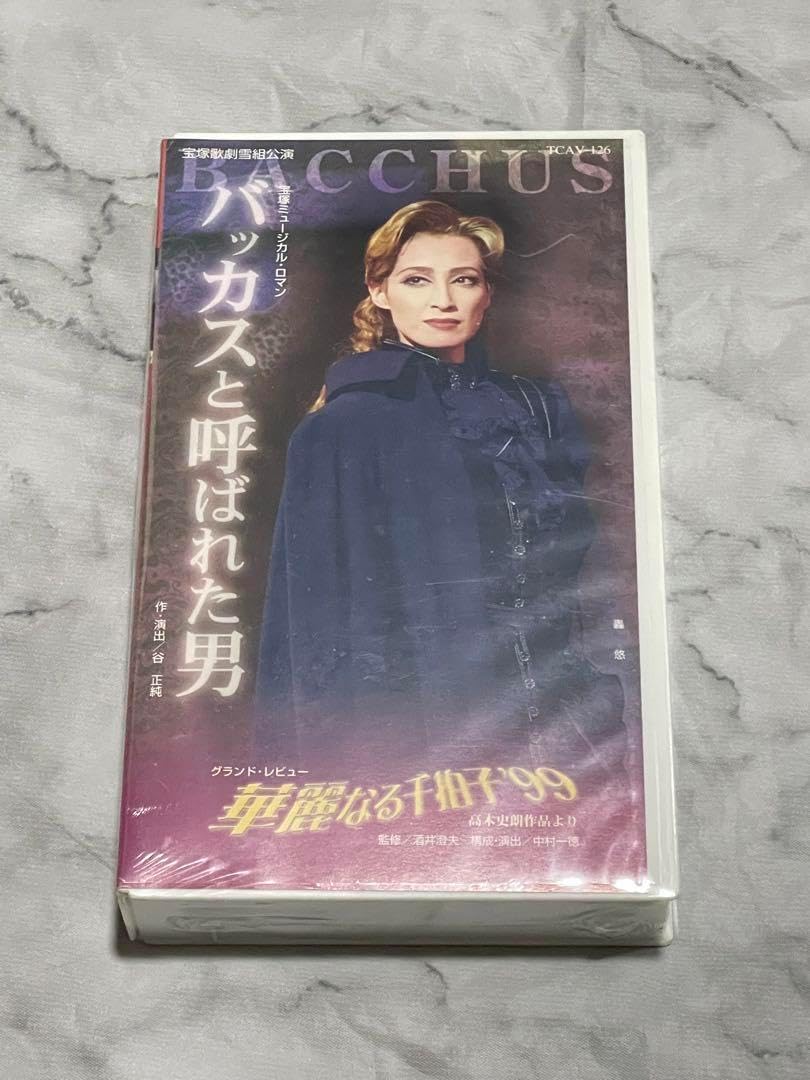 宝塚歌劇雪組公演
TCAV-126
BACCHUS
宝塚ミュージカル・ロマン
バッカスと呼ばれた男
作・演出／谷 正純
轟 悠
グランド・レビュー
華麗なる千拍子'99
高木史朗作品より
監修／酒井澄夫 構成・演出／中村一徳